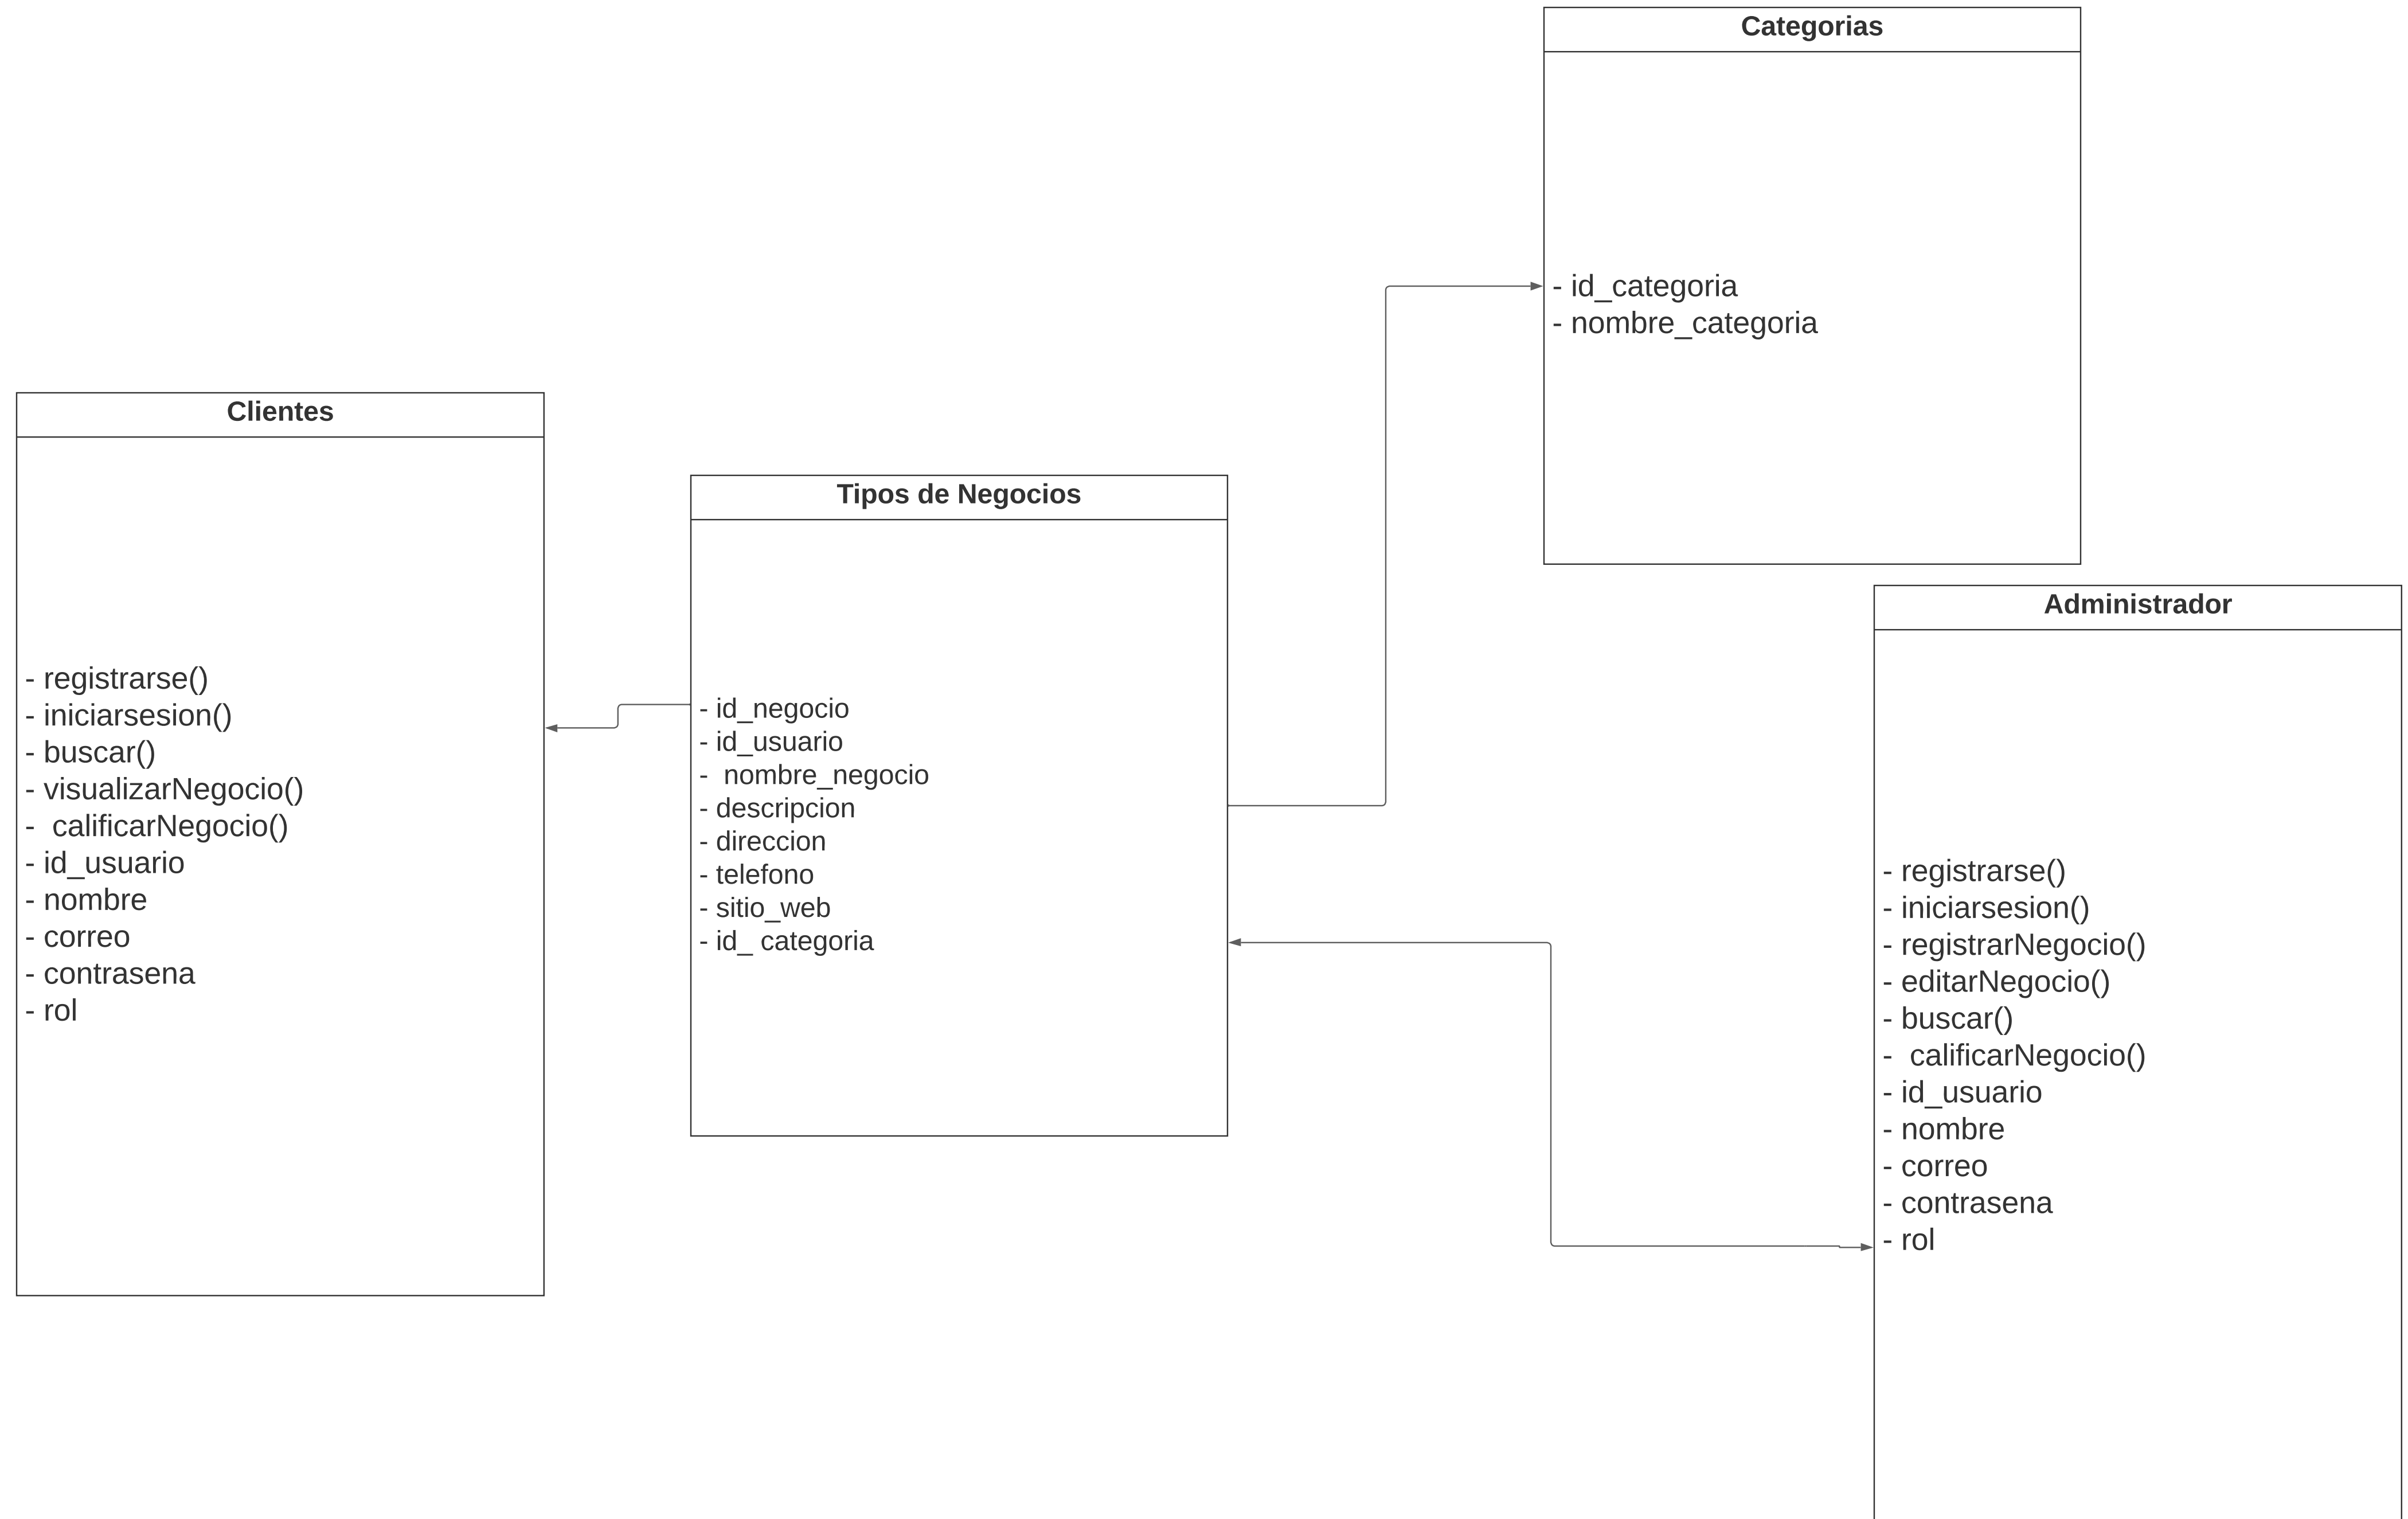 Categorias
- id_categoria
- nombre_categoria
Clientes
- registrarse()
- iniciarsesion()
- buscar()
- visualizarNegocio()
-  calificarNegocio()
- id_usuario
- nombre
- correo
- contrasena
- rol
Tipos de Negocios
- id_negocio
- id_usuario
-  nombre_negocio
- descripcion
- direccion
- telefono
- sitio_web
- id_ categoria
Administrador
- registrarse()
- iniciarsesion()
- registrarNegocio()
- editarNegocio()
- buscar()
-  calificarNegocio()
- id_usuario
- nombre
- correo
- contrasena
- rol